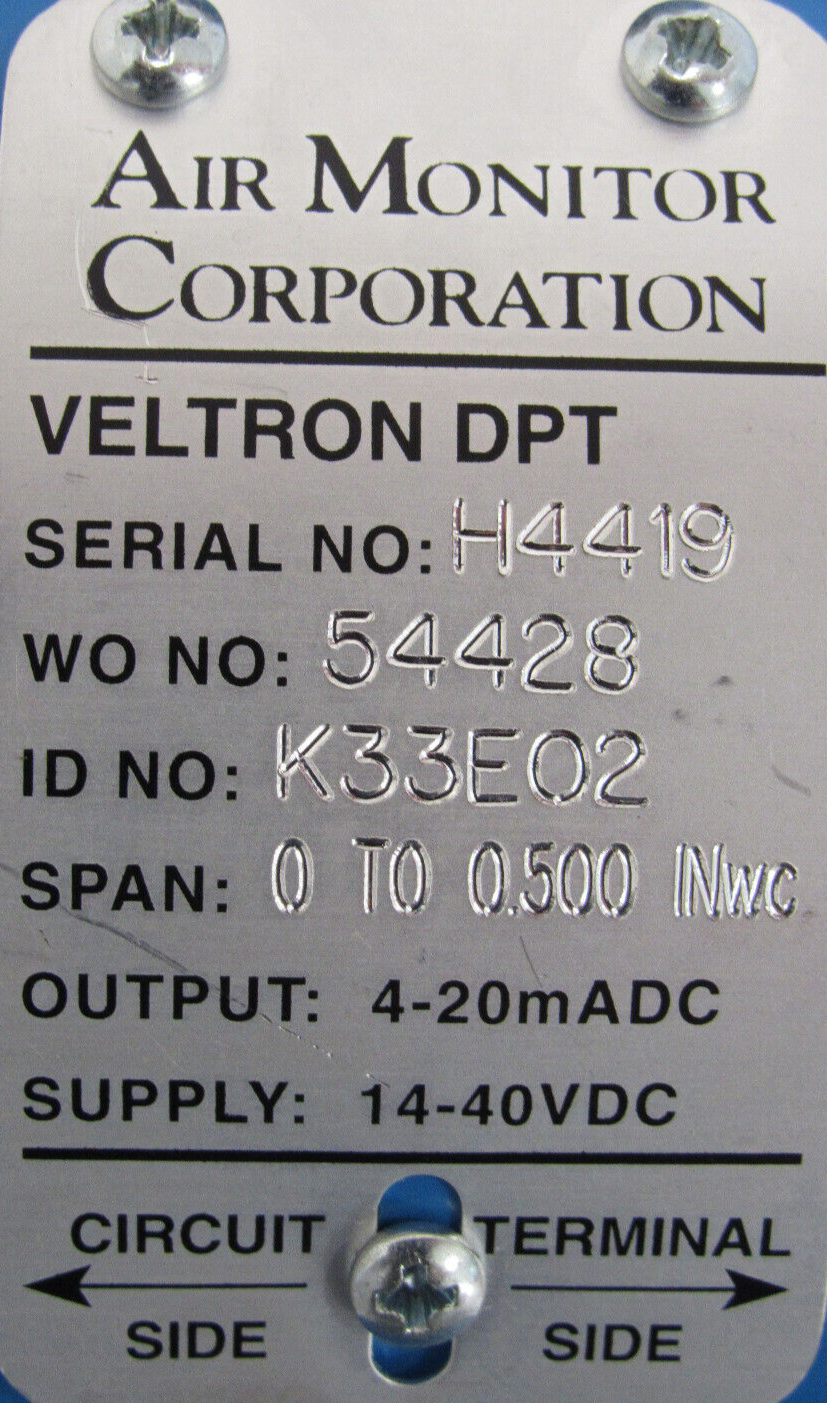 AIR MONITOR
CORPORATION
VELTRON DPT
SERIAL NO: H4419
WO NO: 54428
ID NO: K33E02
SPAN: 0 TO 0.500 INwc
OUTPUT: 4-20mADC
SUPPLY: 14-40VDC
CIRCUIT TERMINAL
SIDE SIDE